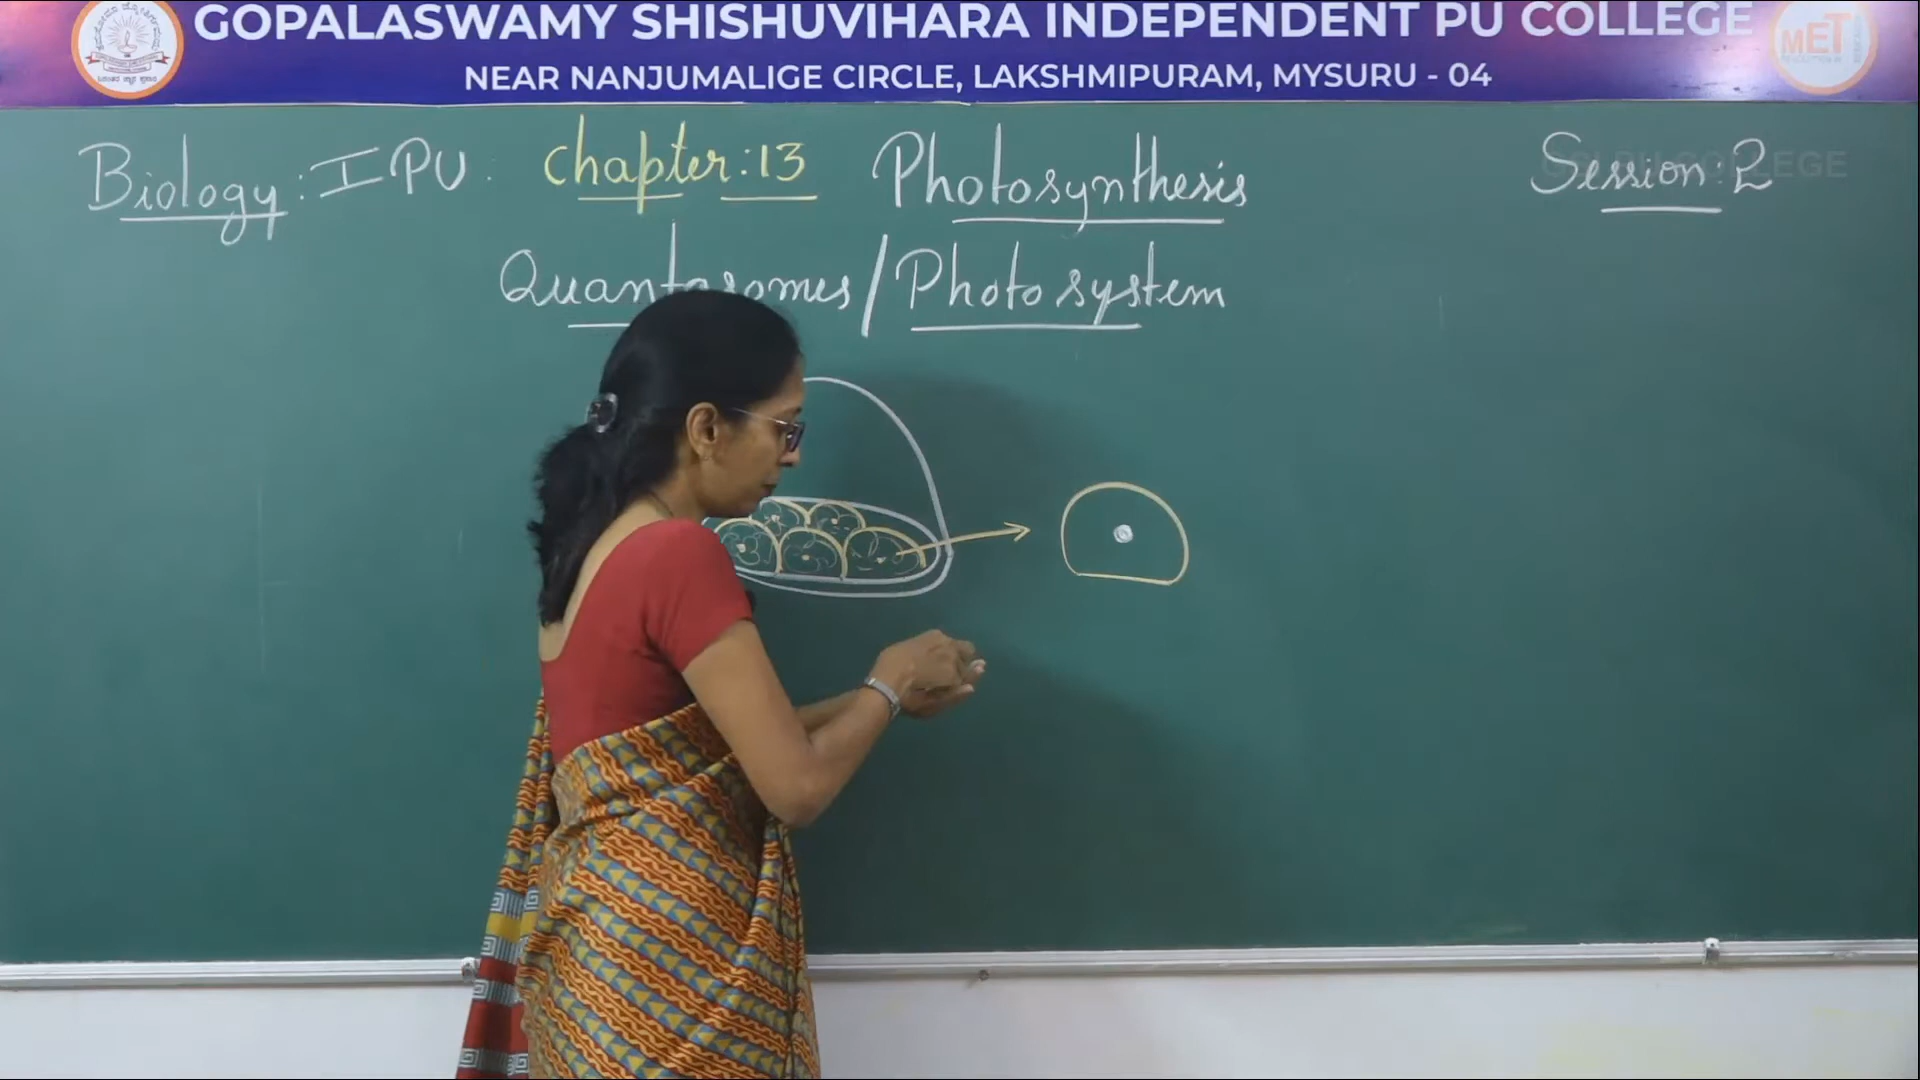 GOPALASWAMY SHISHUVIHARA INDEPENDENT PU COLLEGE
NEAR NANJUMALIGE CIRCLE, LAKSHMIPURAM, MYSURU - 04
MET
Biology: I PU: Chapter: 13 Photosynthesis Session: 2
Quantosomes / Photosystem